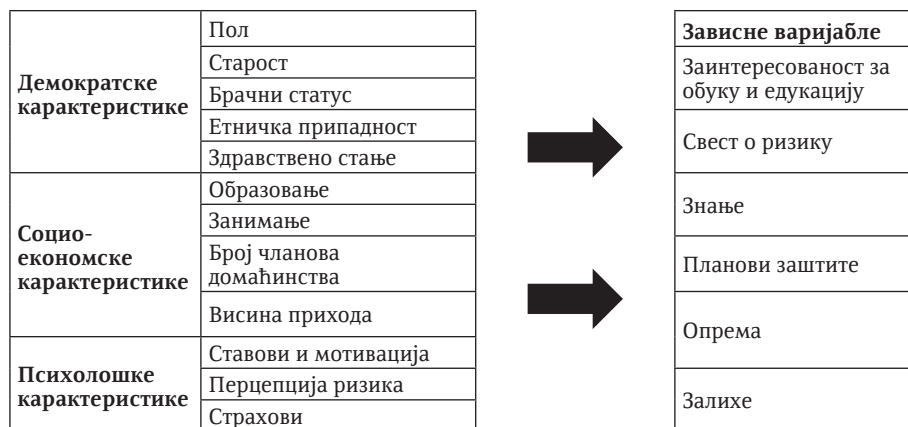 Демократске
карактеристике
Пол
Старост
Брачни статус
Етничка припадност
Здравствено стање
Социо-
економске
карактеристике
Образовање
Занимање
Број чланова
домаћинства
Висина прихода
Психолошке
карактеристике
Ставови и мотивација
Перцепција ризика
Страхови
Зависне варијабле
Заинтересованост за
обуку и едукацију
Свест о ризику
Знање
Планови заштите
Опрема
Залихе